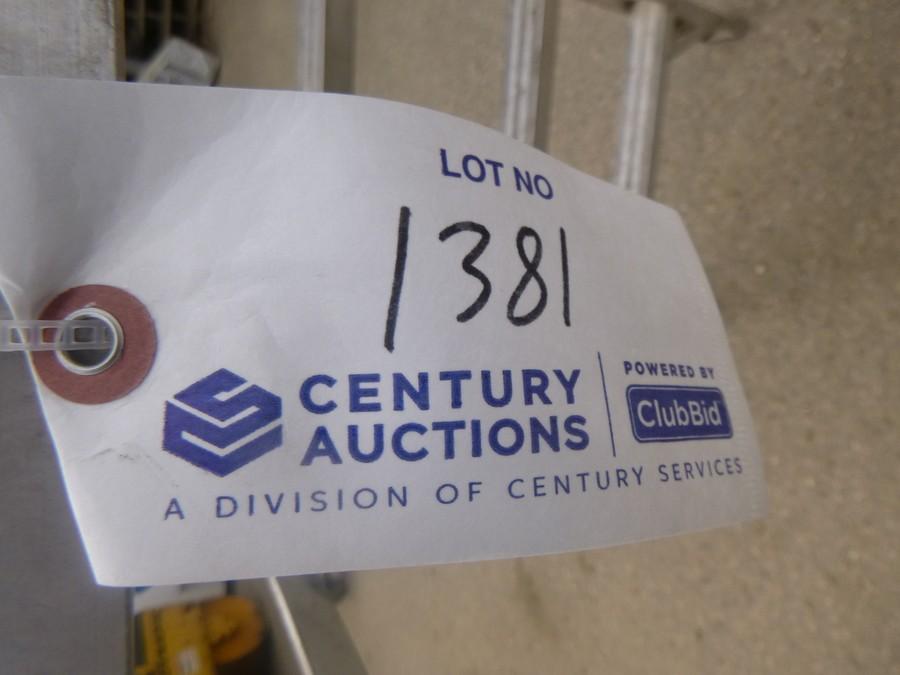 LOT NO
1381
CENTURY
AUCTIONS
POWERED BY
ClubBid
A DIVISION OF CENTURY SERVICES